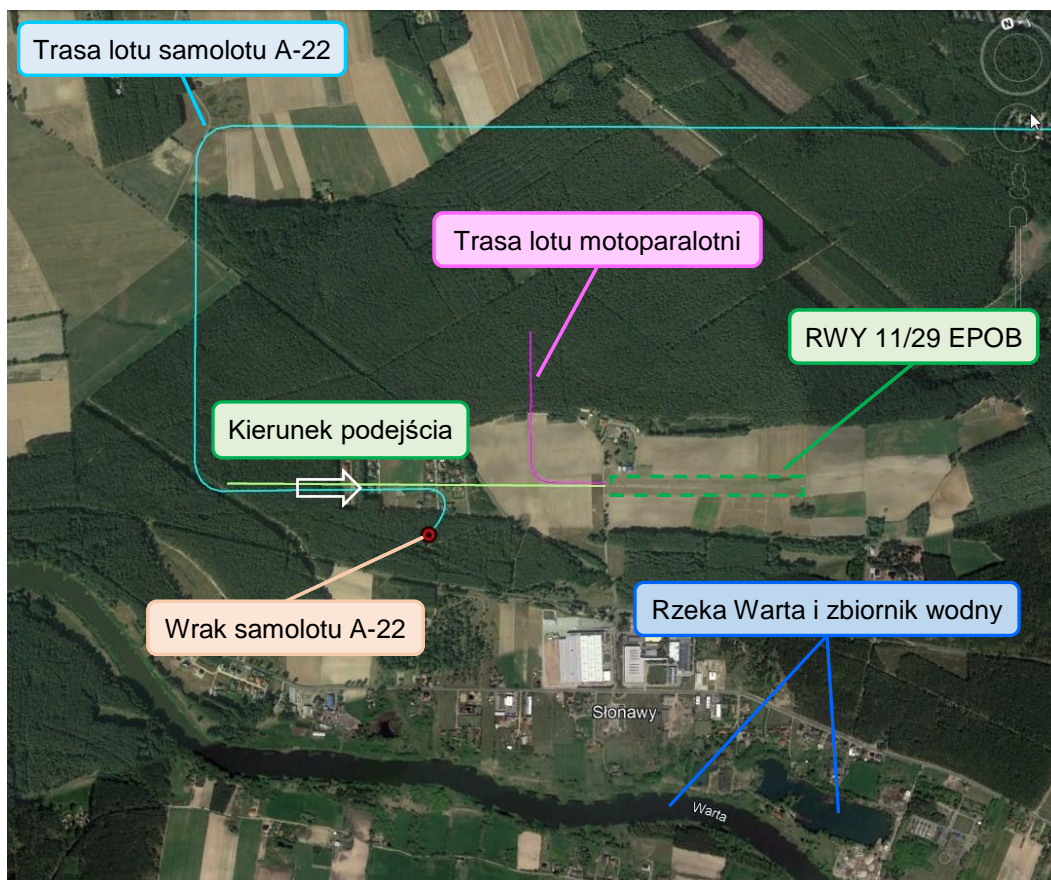 Trasa lotu samolotu A-22
N
Trasa lotu motoparalotni
RWY 11/29 EPOB
Kierunek podejścia
Rzeka Warta i zbiornik wodny
Wrak samolotu A-22
Słonawy
Warta